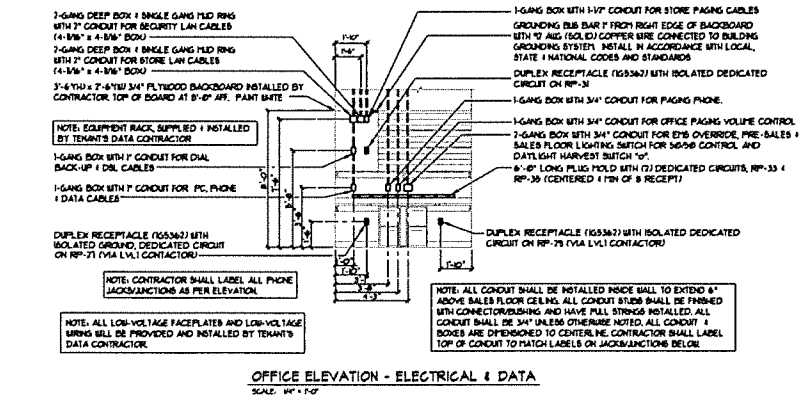 2-GANG DEEP BOX & SINGLE GANG MUD RING
WITH 2" CONDUIT FOR SECURITY LAN CABLES
(4-11/16" x 4-11/16" BOX)
2-GANG DEEP BOX & SINGLE GANG MUD RING
WITH 2" CONDUIT FOR STORE LAN CABLES
(4-11/16" x 4-11/16" BOX)
3'-6"(H) x 2'-6"(W) 3/4" PLYWOOD BACKBOARD INSTALLED BY
CONTRACTOR. TOP OF BOARD AT 8'-0" AFF. PAINT WHITE
NOTE: EQUIPMENT RACK, SUPPLIED & INSTALLED
BY TENANT'S DATA CONTRACTOR
1-GANG BOX WITH 1" CONDUIT FOR DIAL
BACK-UP & DSL CABLES
1-GANG BOX WITH 1" CONDUIT FOR PC, PHONE
& DATA CABLES
DUPLEX RECEPTACLE (IG5362) WITH
ISOLATED GROUND, DEDICATED CIRCUIT
ON RP-27 (VIA LVL1 CONTACTOR)
NOTE: CONTRACTOR SHALL LABEL ALL PHONE
JACKS/JUNCTIONS AS PER ELEVATION.
NOTE: ALL LOW-VOLTAGE FACEPLATES AND LOW-VOLTAGE
WIRING WILL BE PROVIDED AND INSTALLED BY TENANT'S
DATA CONTRACTOR
1'-10"
1'-6"
1'-0"
1'-10"
4'-3"
1'-10"
1-GANG BOX WITH 1-1/2" CONDUIT FOR STORE PAGING CABLES
GROUNDING BUS BAR 1" FROM RIGHT EDGE OF BACKBOARD
WITH #2 AWG (SOLID) COPPER WIRE CONNECTED TO BUILDING
GROUNDING SYSTEM. INSTALL IN ACCORDANCE WITH LOCAL,
STATE & NATIONAL CODES AND STANDARDS
DUPLEX RECEPTACLE (IG5362) WITH ISOLATED DEDICATED
CIRCUIT ON RP-31
1-GANG BOX WITH 3/4" CONDUIT FOR PAGING PHONE.
1-GANG BOX WITH 3/4" CONDUIT FOR OFFICE PAGING VOLUME CONTROL
2-GANG BOX WITH 3/4" CONDUIT FOR EMS OVERRIDE, PRE-SALES &
SALES FLOOR LIGHTING SWITCH FOR 50/50 CONTROL AND
DAYLIGHT HARVEST SWITCH "D".
6'-0" LONG PLUG MOLD WITH (2) DEDICATED CIRCUITS, RP-33 &
RP-35 (CENTERED & MIN OF 8 RECEPT)
DUPLEX RECEPTACLE (IG5362) WITH ISOLATED DEDICATED
CIRCUIT ON RP-29 (VIA LVL1 CONTACTOR)
NOTE: ALL CONDUIT SHALL BE INSTALLED INSIDE WALL TO EXTEND 6"
ABOVE SALES FLOOR CEILING. ALL CONDUIT STUBS SHALL BE FINISHED
WITH CONNECTOR/BUSHING AND HAVE PULL STRINGS INSTALLED. ALL
CONDUIT SHALL BE 3/4" UNLESS OTHERWISE NOTED. ALL CONDUIT &
BOXES ARE DIMENSIONED TO CENTERLINE. CONTRACTOR SHALL LABEL
TOP OF CONDUIT TO MATCH LABELS ON JACKS/JUNCTIONS BELOW.
OFFICE ELEVATION - ELECTRICAL & DATA
SCALE: 1/4" = 1'-0"